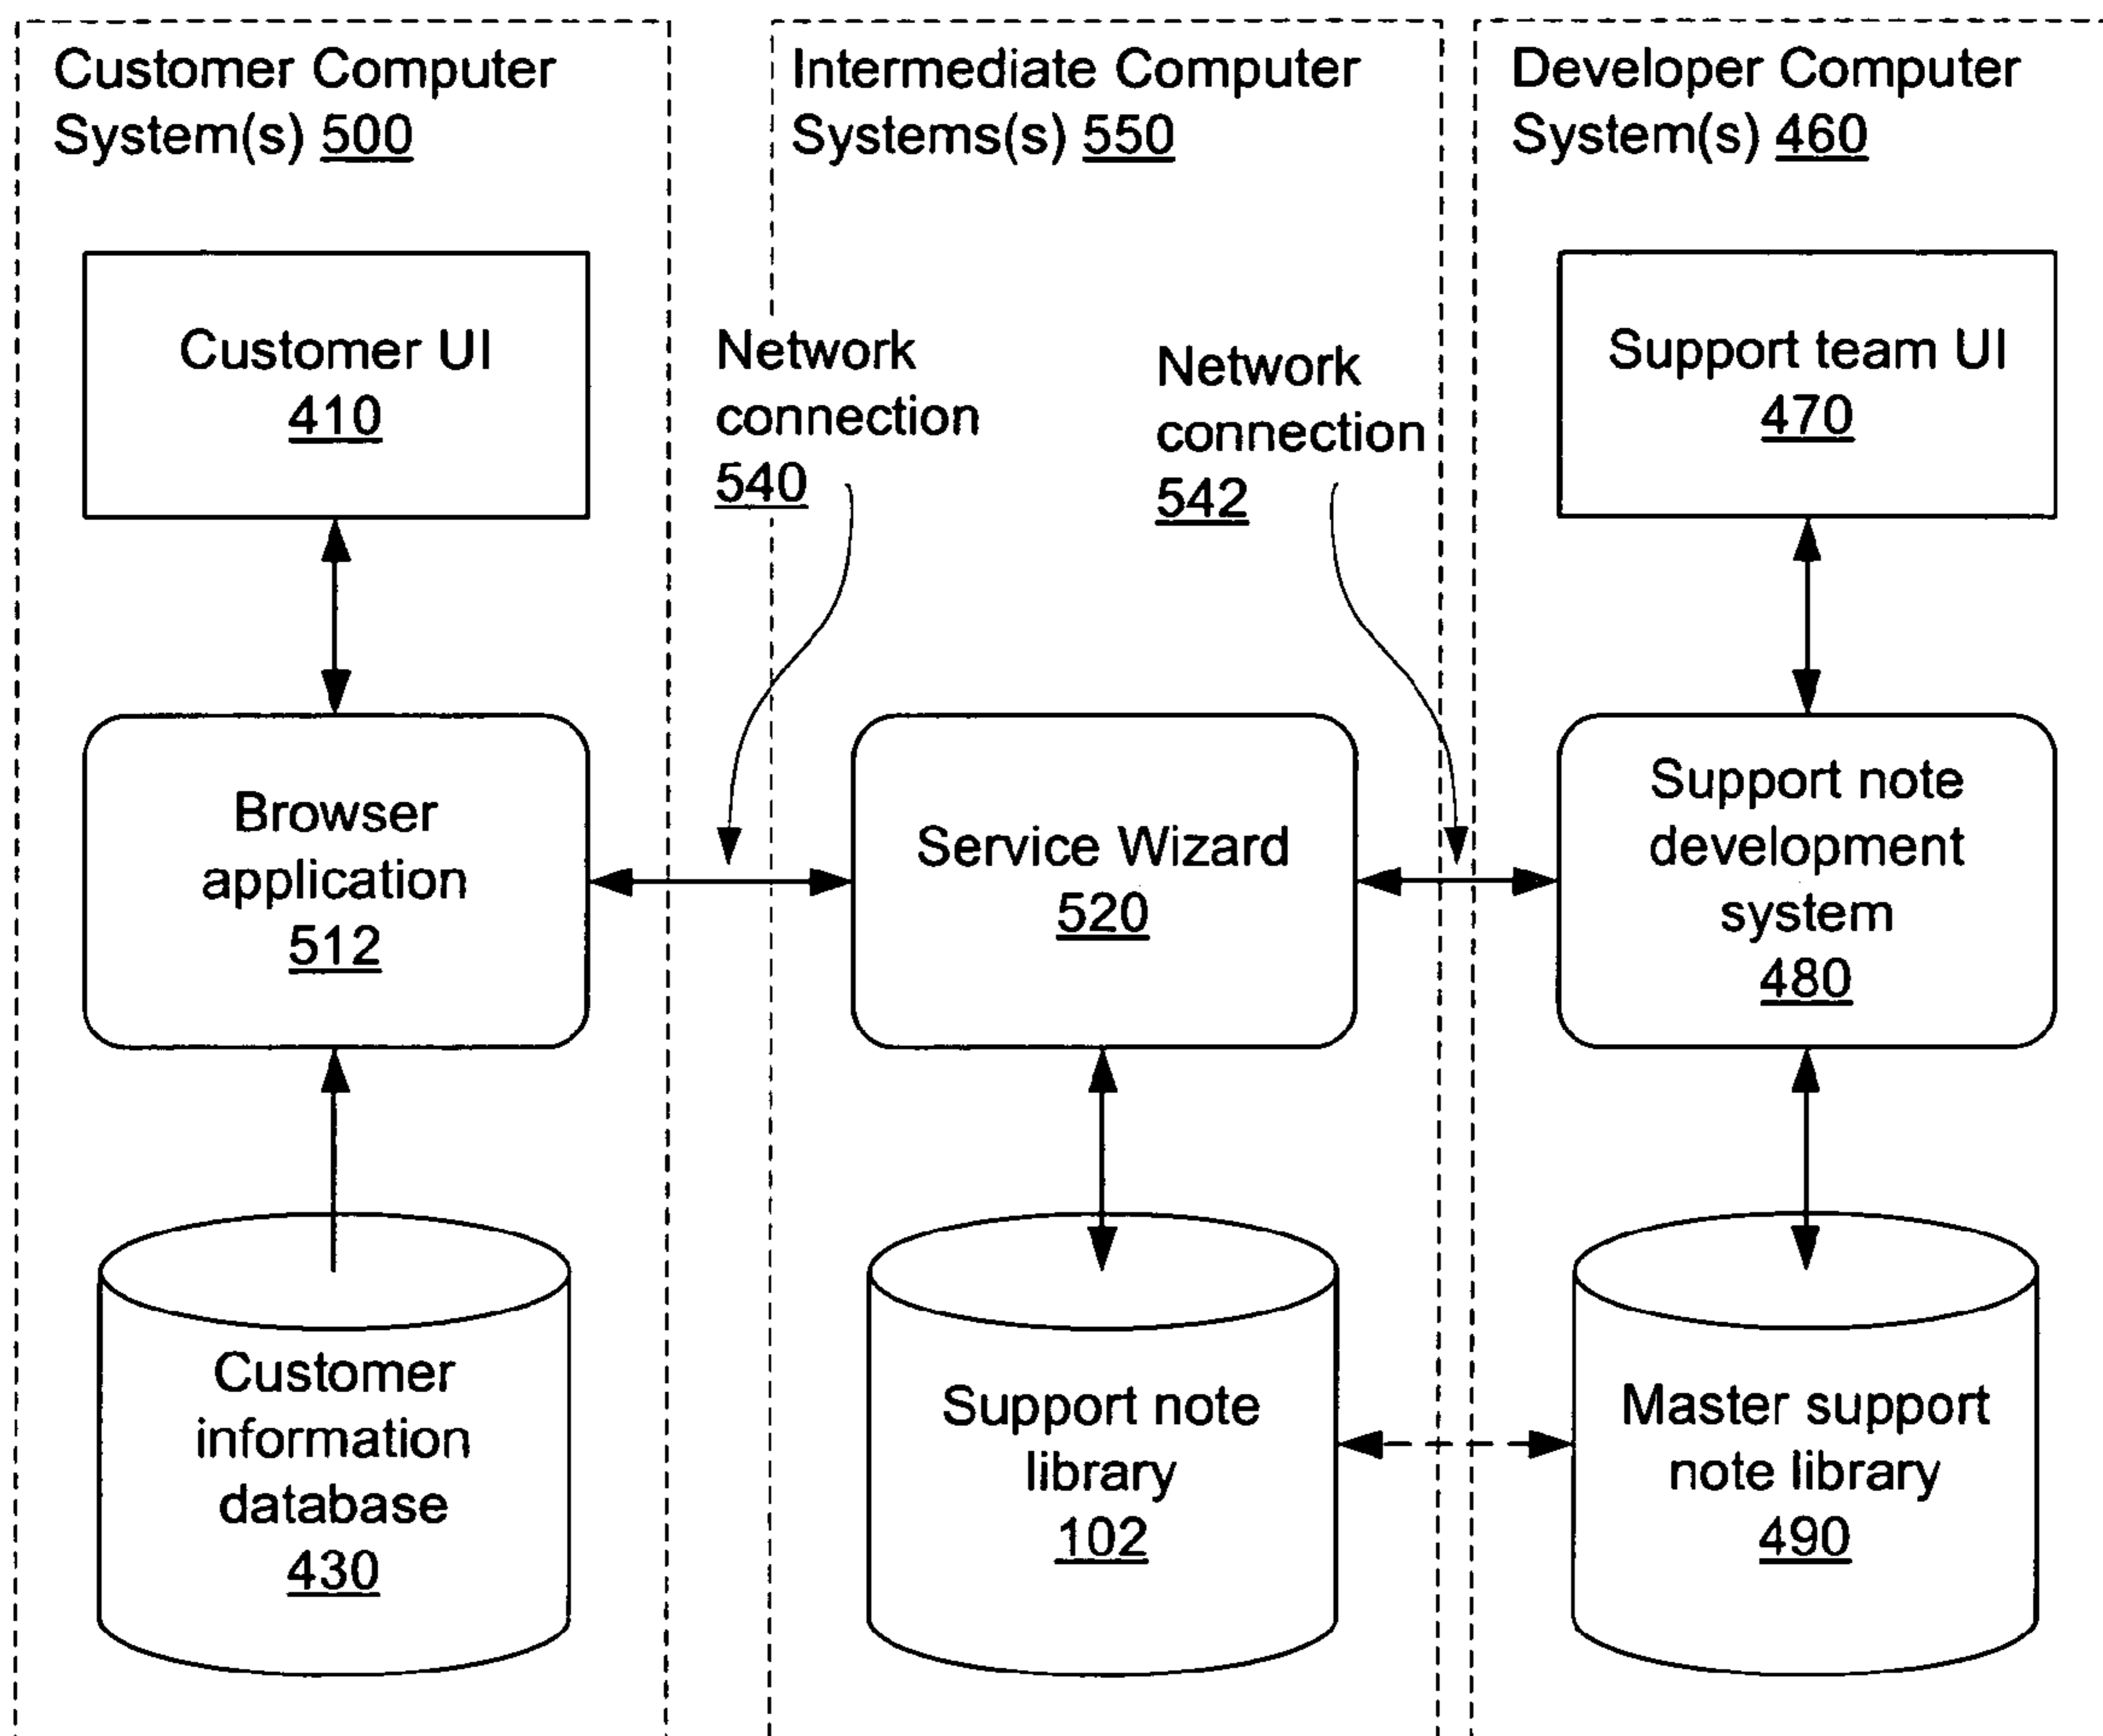 Customer Computer
System(s) 500
Intermediate Computer
Systems(s) 550
Developer Computer
System(s) 460
Customer UI
410
Network
connection
540
Network
connection
542
Support team UI
470
Browser
application
512
Service Wizard
520
Support note
development
system
480
Customer
information
database
430
Support note
library
102
Master support
note library
490